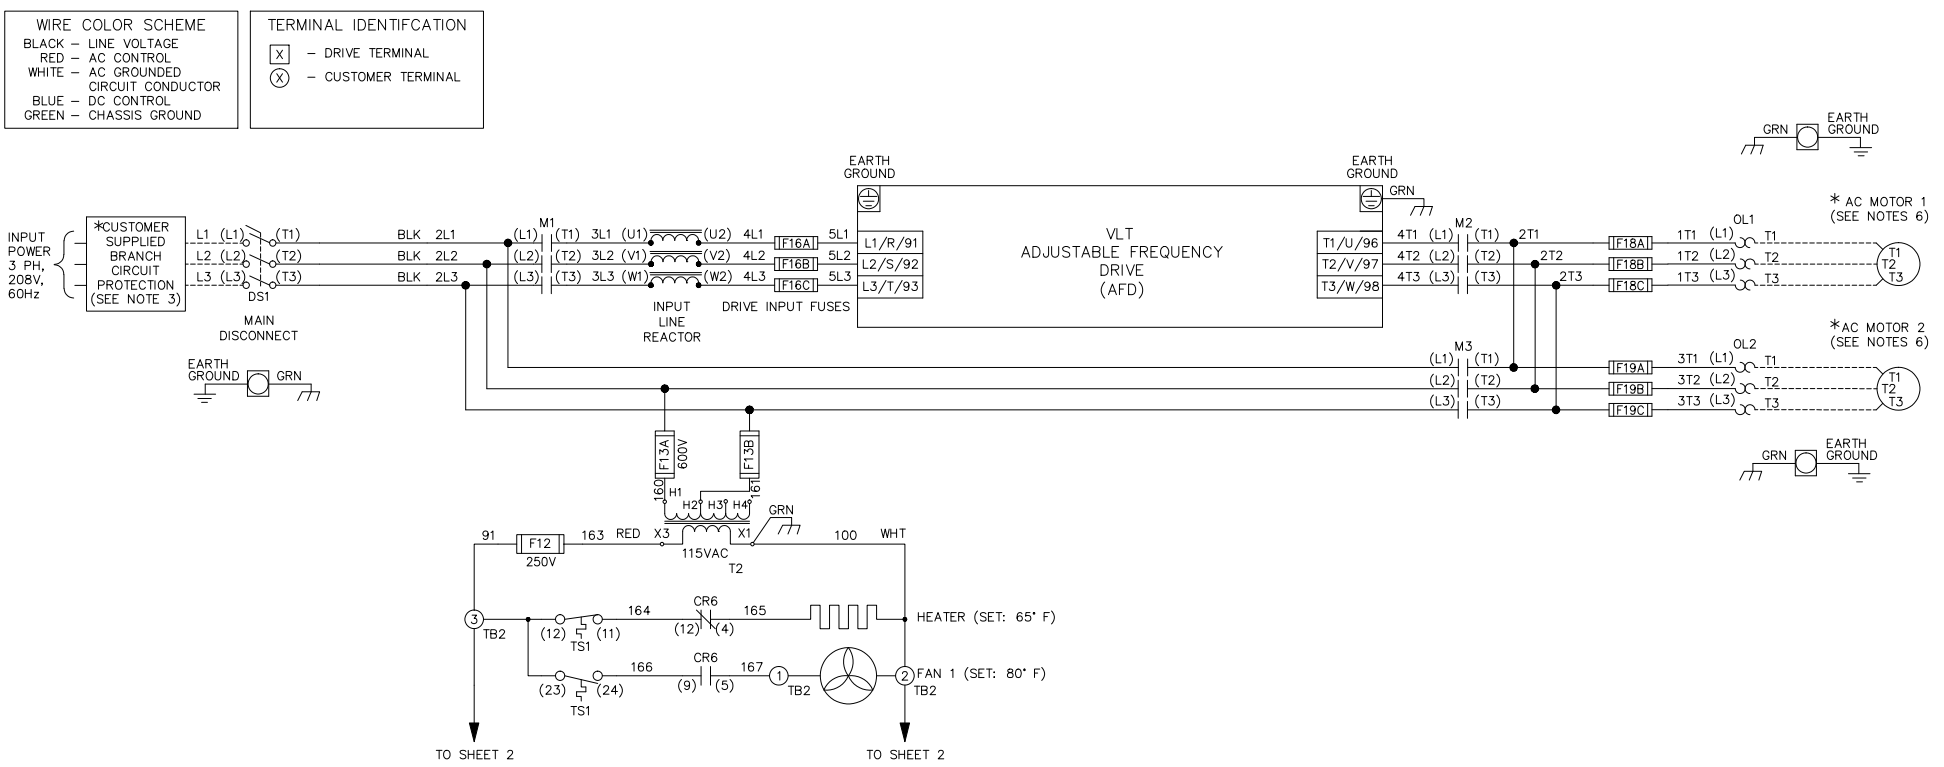 WIRE COLOR SCHEME
BLACK – LINE VOLTAGE
RED – AC CONTROL
WHITE – AC GROUNDED
CIRCUIT CONDUCTOR
BLUE – DC CONTROL
GREEN – CHASSIS GROUND
TERMINAL IDENTIFCATION
X – DRIVE TERMINAL
X – CUSTOMER TERMINAL
GRN
EARTH
GROUND
INPUT
POWER
3 PH,
208V,
60Hz
*CUSTOMER
SUPPLIED
BRANCH
CIRCUIT
PROTECTION
(SEE NOTE 3)
L1 (L1) (T1) BLK 2L1 (L1) M1 (T1) 3L1 (U1) (U2) 4L1 F16A 5L1
L2 (L2) (T2) BLK 2L2 (L2) (T2) 3L2 (V1) (V2) 4L2 F16B 5L2
L3 (L3) (T3) BLK 2L3 (L3) (T3) 3L3 (W1) (W2) 4L3 F16C 5L3
DS1
MAIN
DISCONNECT
INPUT
LINE
REACTOR
DRIVE INPUT FUSES
EARTH
GROUND
L1/R/91
L2/S/92
L3/T/93
VLT
ADJUSTABLE FREQUENCY
DRIVE
(AFD)
EARTH
GROUND
GRN
T1/U/96
T2/V/97
T3/W/98
4T1 (L1) M2 (T1) 2T1 F18A 1T1 (L1) OL1 T1
4T2 (L2) (T2) 2T2 F18B 1T2 (L2) T2
4T3 (L3) (T3) 2T3 F18C 1T3 (L3) T3
* AC MOTOR 1
(SEE NOTES 6)
T1
T2
T3
(L1) M3 (T1) F19A 3T1 (L1) OL2 T1
(L2) (T2) F19B 3T2 (L2) T2
(L3) (T3) F19C 3T3 (L3) T3
*AC MOTOR 2
(SEE NOTES 6)
T1
T2
T3
EARTH
GROUND
GRN
GRN
EARTH
GROUND
F13A
600V
F13B
160
161
H1
H2
H3
H4
GRN
91 F12 163 RED X3 X1 100 WHT
250V
115VAC
T2
3
TB2
(12) (11)
TS1
164
CR6
(12) (4)
165
HEATER (SET: 65° F)
(23) (24)
TS1
166
CR6
(9) (5)
167
1
TB2
2
TB2
FAN 1 (SET: 80° F)
TO SHEET 2
TO SHEET 2